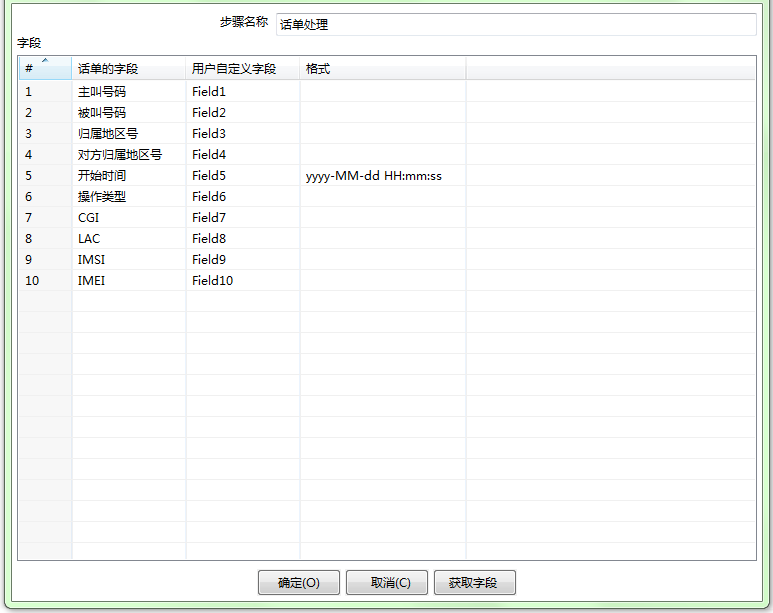 步骤名称 话单处理
字段
# 话单的字段 用户自定义字段 格式
1 主叫号码 Field1
2 被叫号码 Field2
3 归属地区号 Field3
4 对方归属地区号 Field4
5 开始时间 Field5 yyyy-MM-dd HH:mm:ss
6 操作类型 Field6
7 CGI Field7
8 LAC Field8
9 IMSI Field9
10 IMEI Field10
确定(O) 取消(C) 获取字段